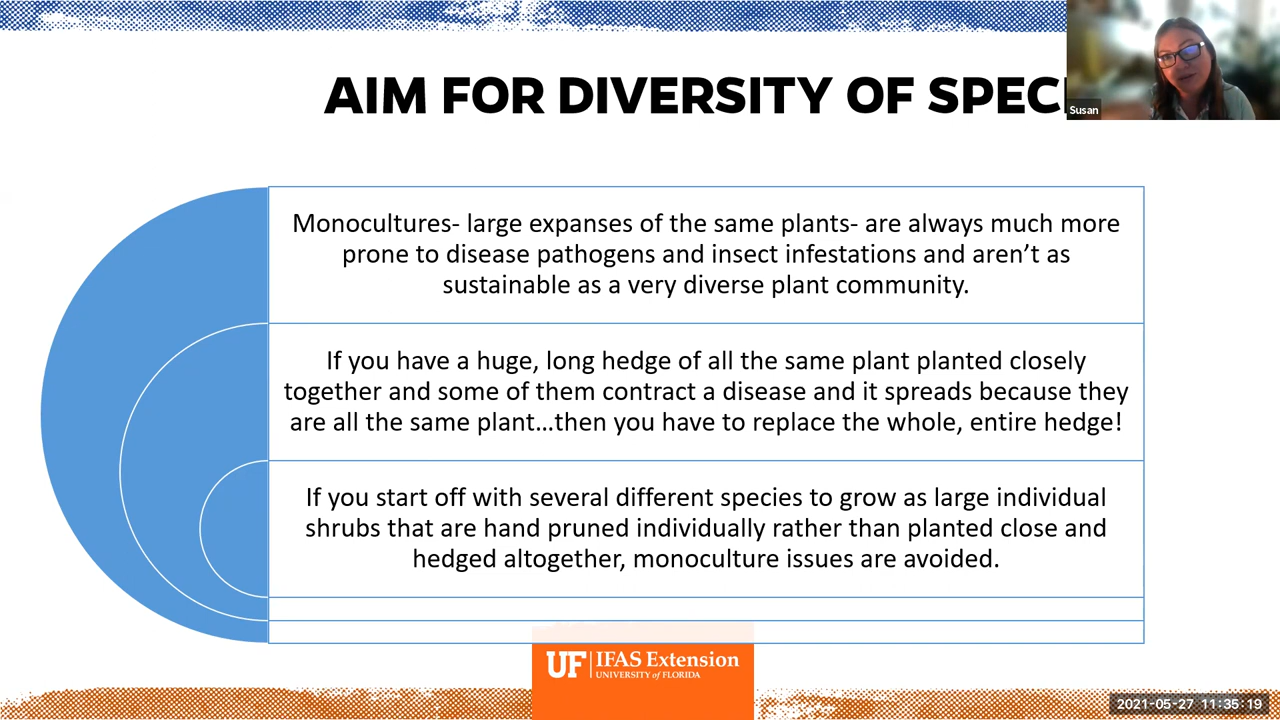 AIM FOR DIVERSITY OF SPEC
Susan
Monocultures- large expanses of the same plants- are always much more
prone to disease pathogens and insect infestations and aren’t as
sustainable as a very diverse plant community.
If you have a huge, long hedge of all the same plant planted closely
together and some of them contract a disease and it spreads because they
are all the same plant…then you have to replace the whole, entire hedge!
If you start off with several different species to grow as large individual
shrubs that are hand pruned individually rather than planted close and
hedged altogether, monoculture issues are avoided.
UF IFAS Extension
UNIVERSITY of FLORIDA
2021-05-27 11:35:19